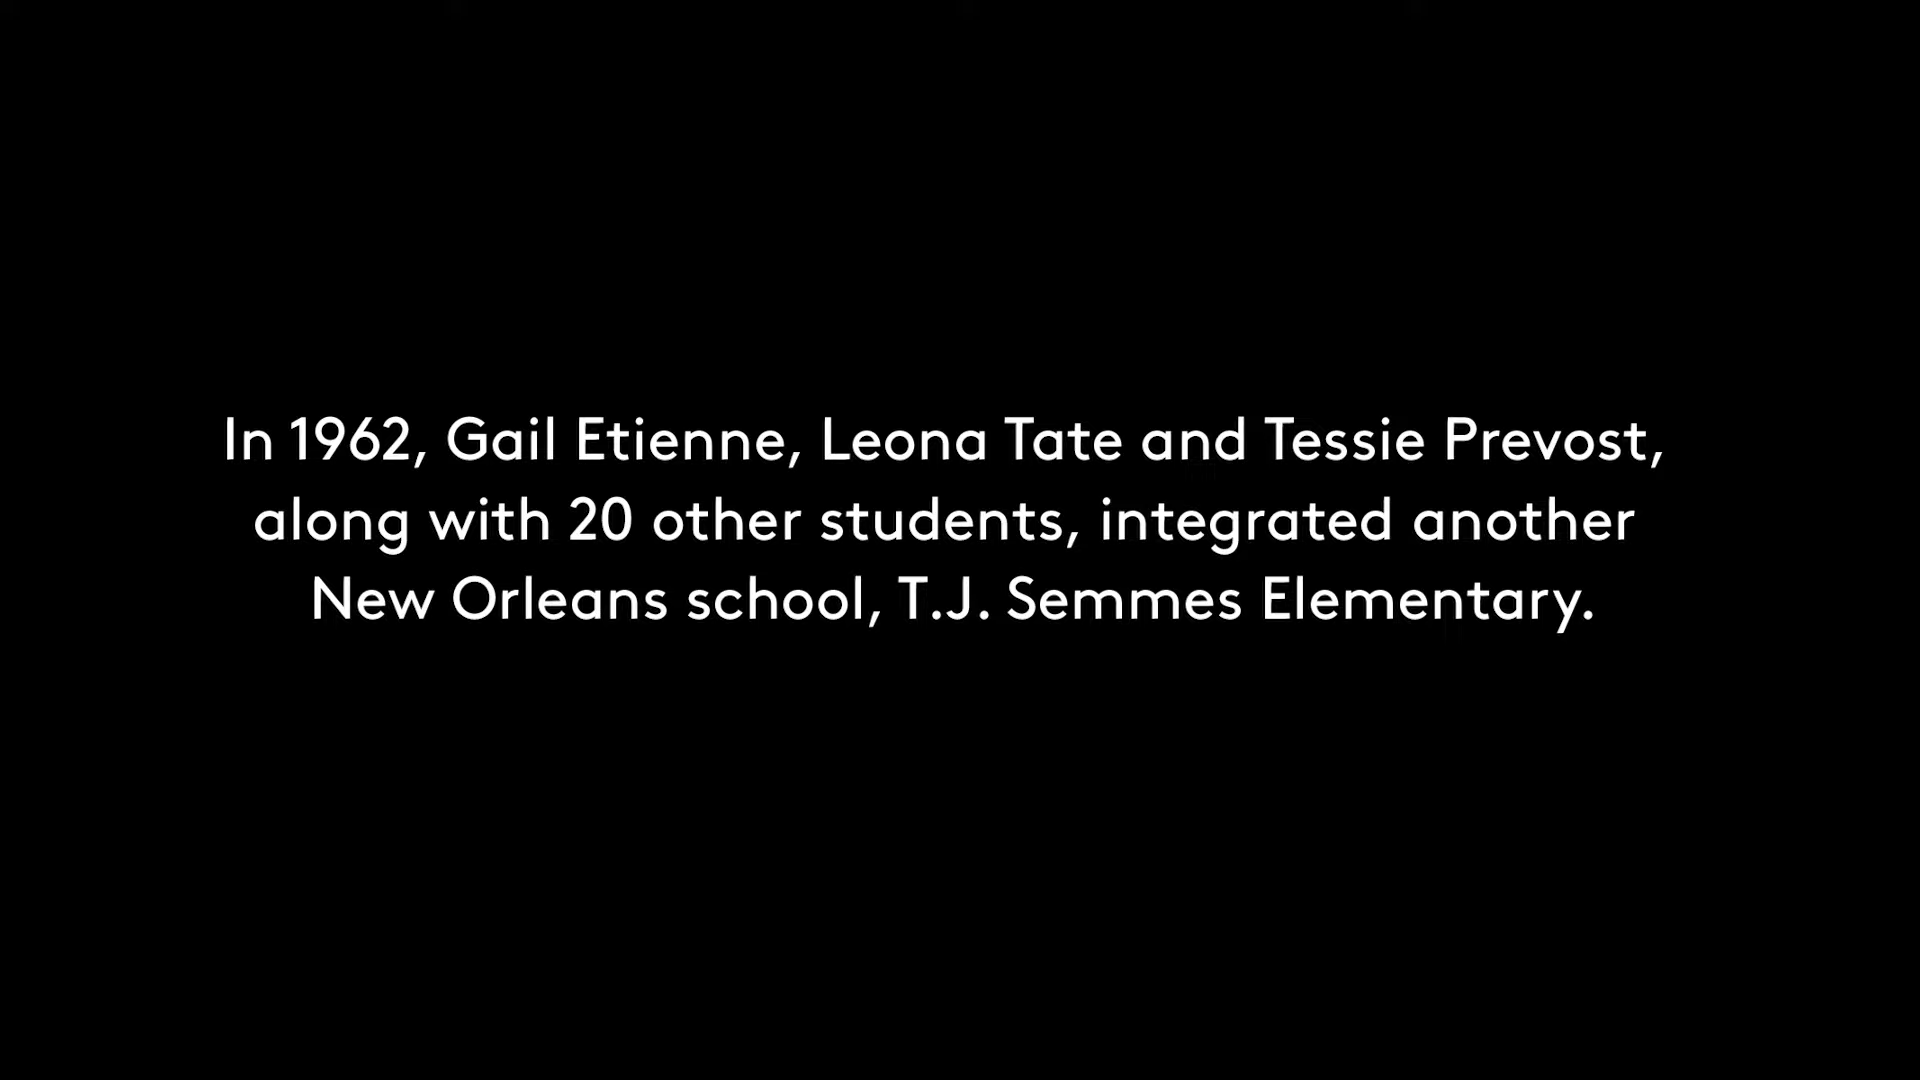 In 1962, Gail Etienne, Leona Tate and Tessie Prevost,
along with 20 other students, integrated another
New Orleans school, T.J. Semmes Elementary.